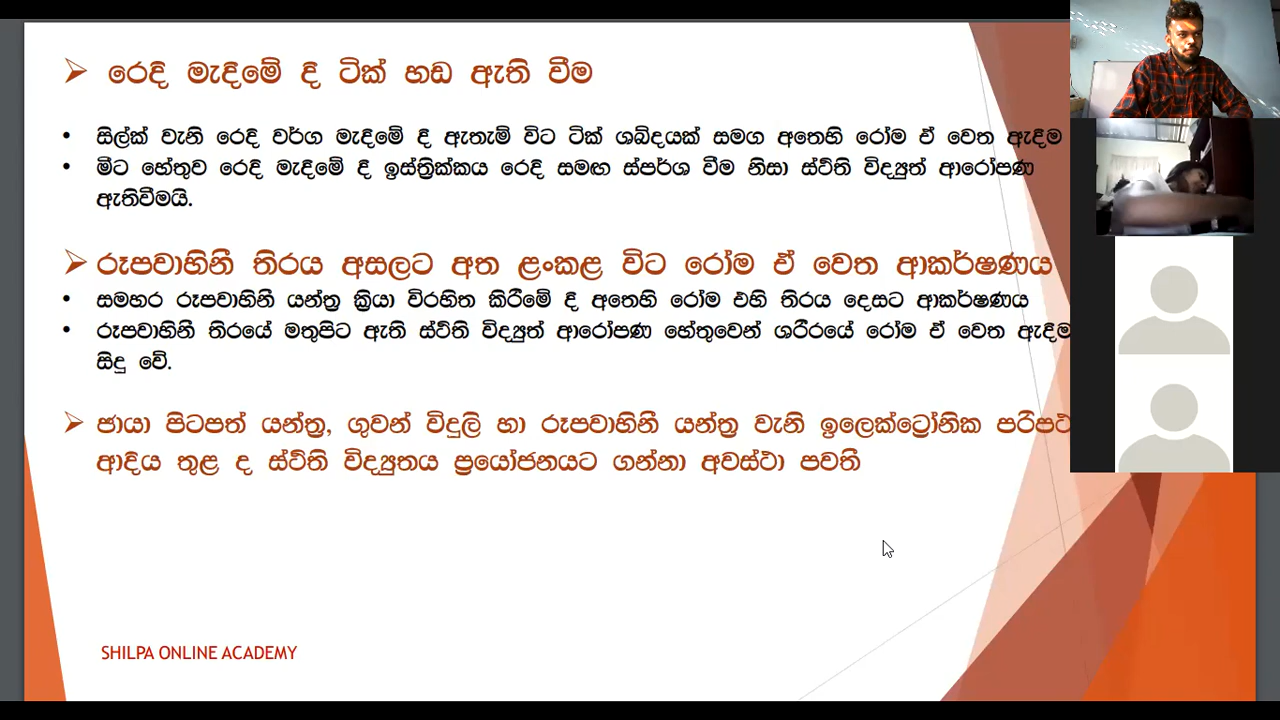 රෙදි මැදීමේ දී ටික් හඩ ඇති වීම
සිල්ක් වැනි රෙදි වර්ග මැදීමේ දී ඇතැම් විට ටික් ශබ්දයක් සමග අතෙහි රෝම ඒ වෙත ඇදීම
මීට හේතුව රෙදි මැදීමේ දී ඉස්ත්‍රික්කය රෙදි සමඟ ස්පර්ශ වීම නිසා ස්ථිති විද්‍යුත් ආරෝපණ
ඇතිවීමයි.
රූපවාහිනී තිරය අසලට අත ළංකළ විට රෝම ඒ වෙත ආකර්ෂණය
සමහර රූපවාහිනී යන්ත්‍ර ක්‍රියා විරහිත කිරීමේ දී අතෙහි රෝම එහි තිරය දෙසට ආකර්ෂණය
රූපවාහිනී තිරයේ මතුපිට ඇති ස්ථිති විද්‍යුත් ආරෝපණ හේතුවෙන් ශරීරයේ රෝම ඒ වෙත ඇදීම
සිදු වේ.
ඡායා පිටපත් යන්ත්‍ර, ගුවන් විදුලි හා රූපවාහිනී යන්ත්‍ර වැනි ඉලෙක්ට්‍රෝනික
ආදිය තුළ ද ස්ථිති විද්‍යුතය ප්‍රයෝජනයට ගන්නා අවස්ථා පවතී
SHILPA ONLINE ACADEMY